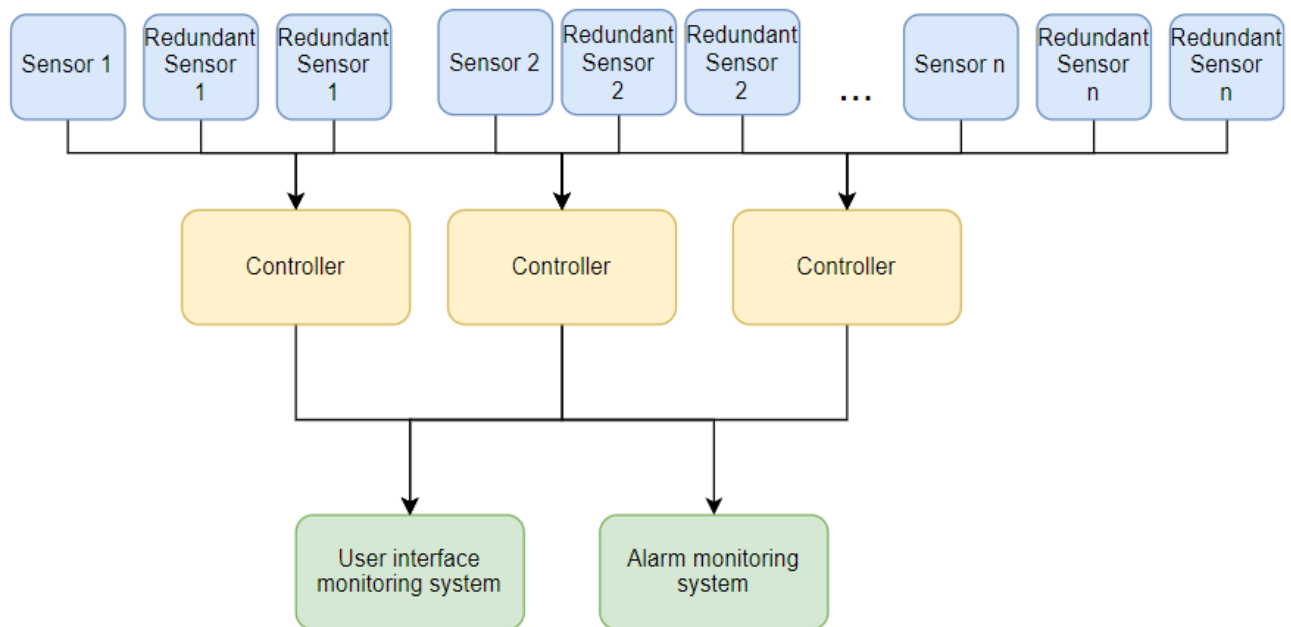 Sensor 1
Redundant
Sensor
1
Redundant
Sensor
1
Sensor 2
Redundant
Sensor
2
Redundant
Sensor
2
...
Sensor n
Redundant
Sensor
n
Redundant
Sensor
n
Controller
Controller
Controller
User interface
monitoring system
Alarm monitoring
system